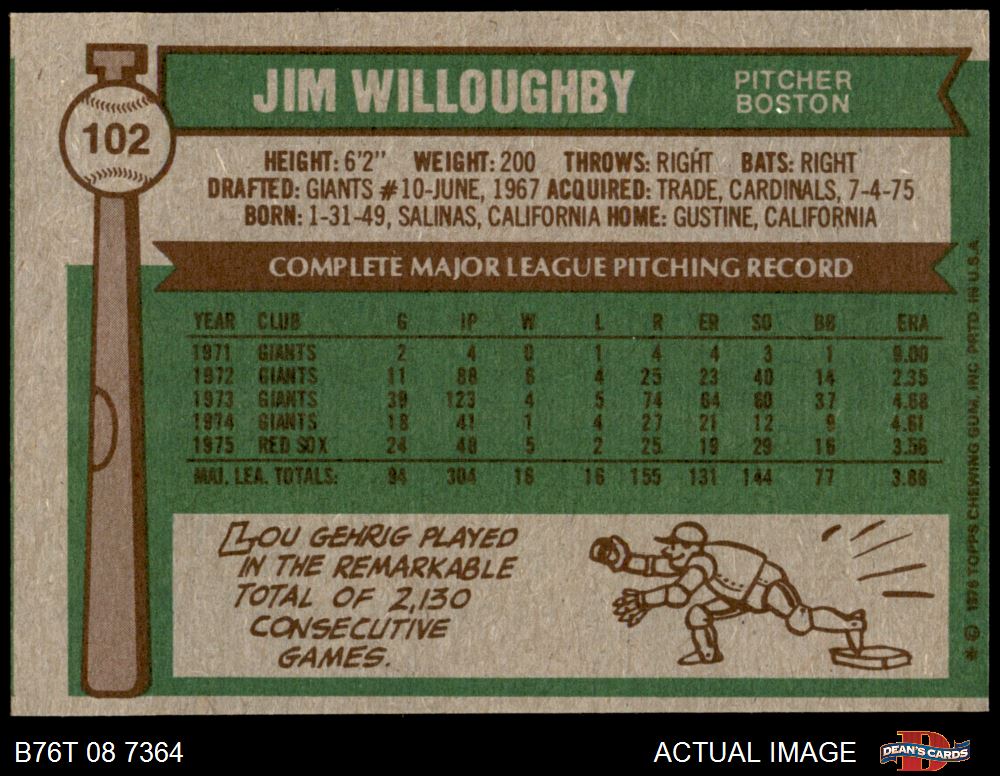 102
JIM WILLOUGHBY
PITCHER
BOSTON
HEIGHT: 6'2" WEIGHT: 200 THROWS: RIGHT BATS: RIGHT
DRAFTED: GIANTS #10-JUNE, 1967 ACQUIRED: TRADE, CARDINALS, 7-4-75
BORN: 1-31-49, SALINAS, CALIFORNIA HOME: GUSTINE, CALIFORNIA
COMPLETE MAJOR LEAGUE PITCHING RECORD
YEAR CLUB G IP W L R ER SO BB ERA
1971 GIANTS 2 4 0 1 4 4 3 1 9.00
1972 GIANTS 11 88 6 4 25 23 40 14 2.35
1973 GIANTS 39 123 4 5 74 64 60 37 4.68
1974 GIANTS 18 41 1 4 27 21 12 9 4.61
1975 RED SOX 24 48 5 2 25 19 29 16 3.56
MAJ. LEA. TOTALS: 94 304 16 16 155 131 144 77 3.88
LOU GEHRIG PLAYED
IN THE REMARKABLE
TOTAL OF 2,130
CONSECUTIVE
GAMES.
* © 1976 TOPPS CHEWING GUM, INC. PRTD. IN U.S.A.
B76T 08 7364
ACTUAL IMAGE
DEAN'S CARDS